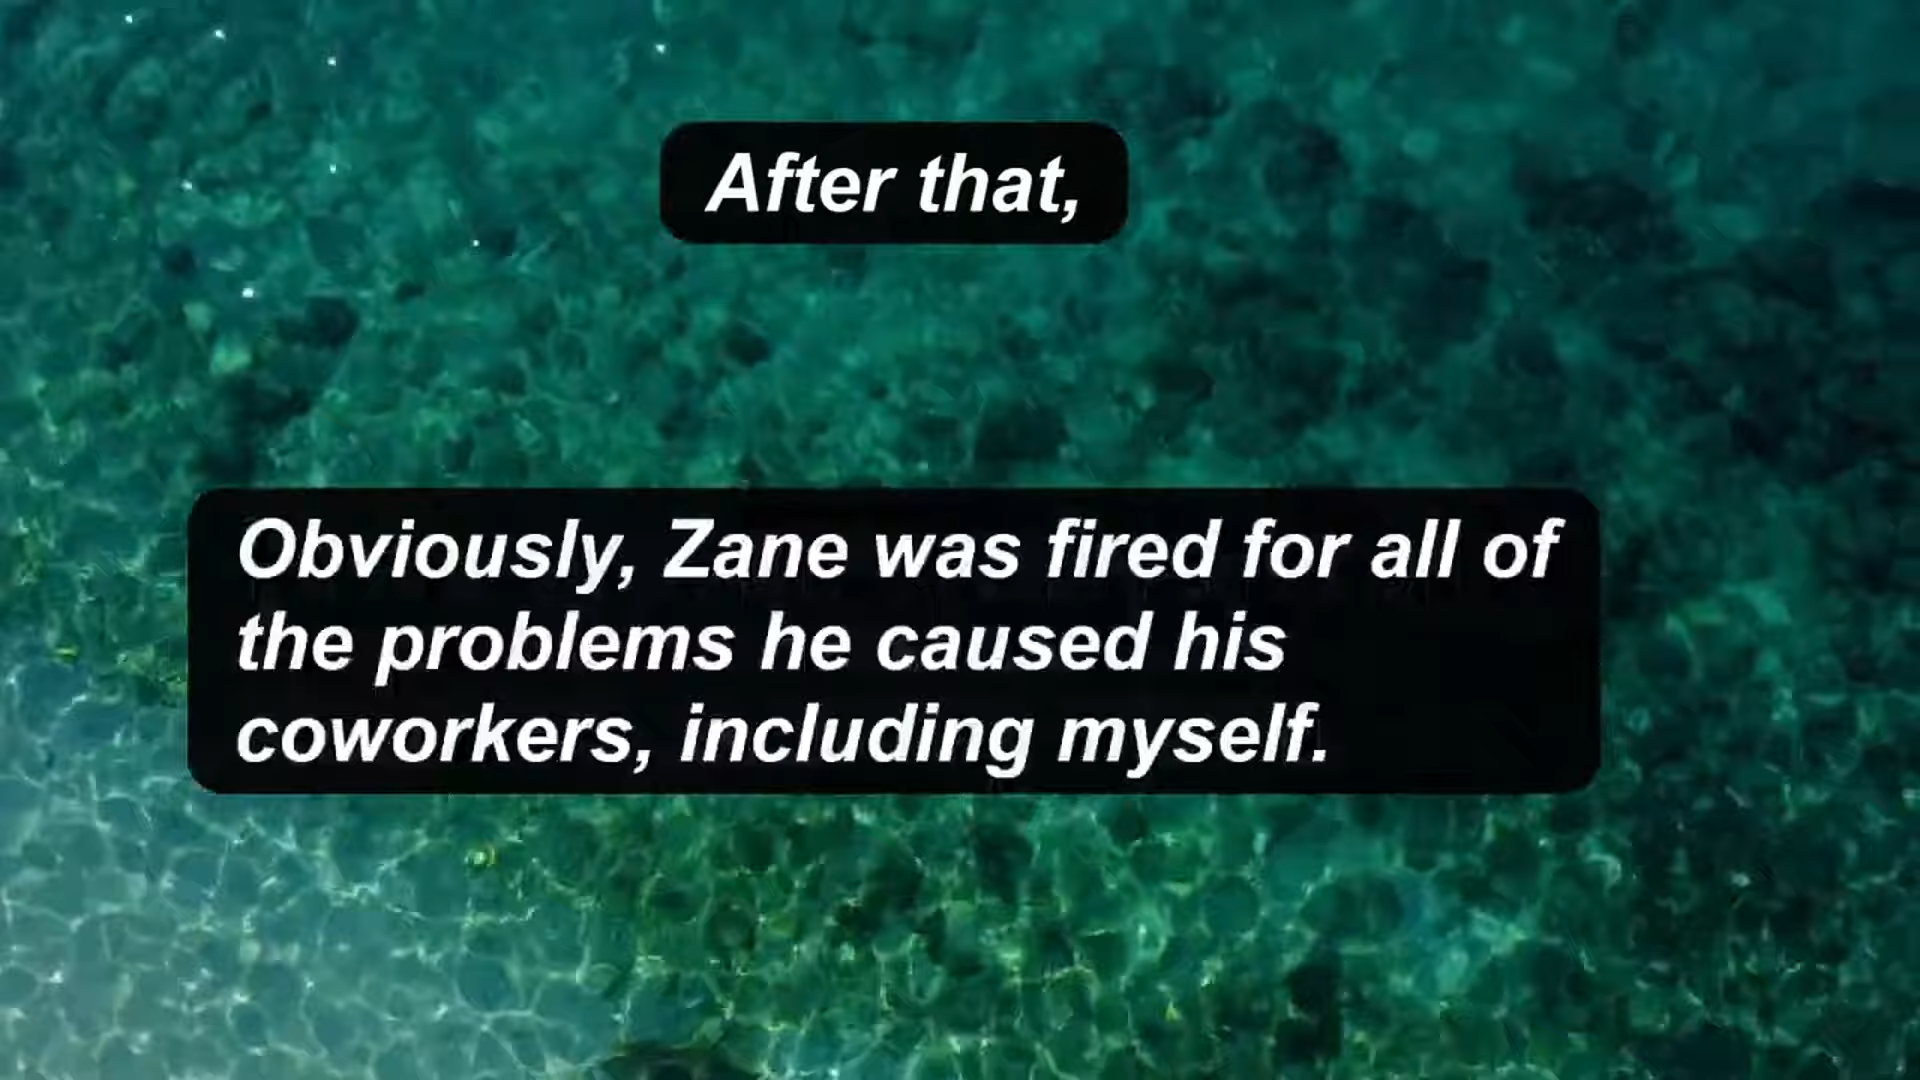 After that,
Obviously, Zane was fired for all of
the problems he caused his
coworkers, including myself.